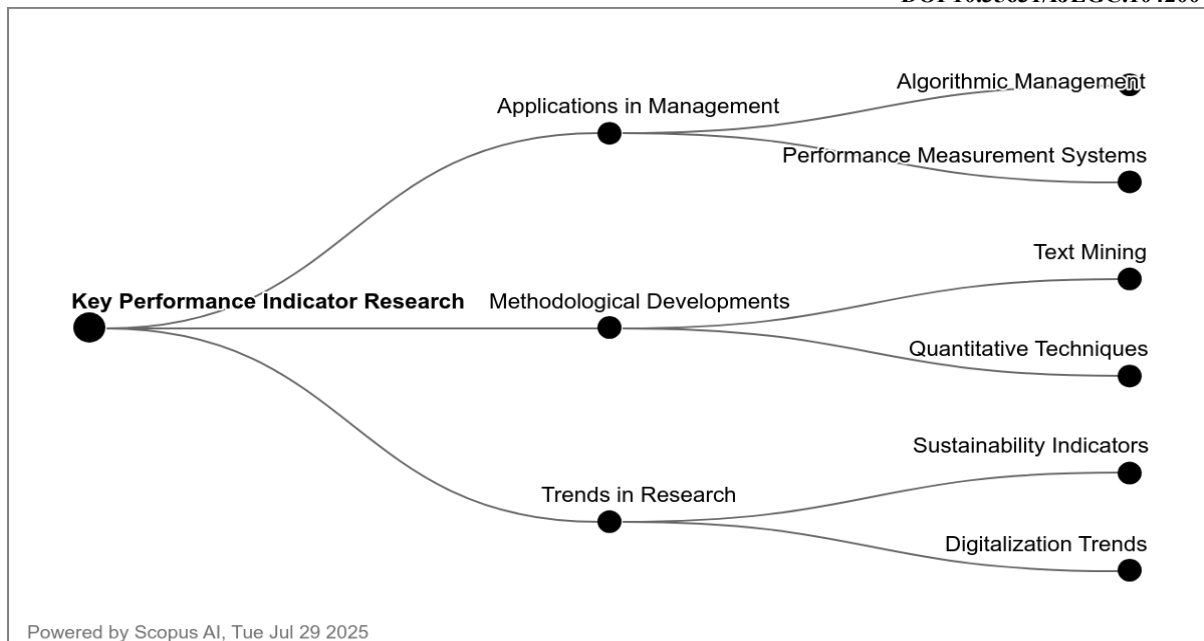 Algorithmic Management
Applications in Management
Performance Measurement Systems
Text Mining
Key Performance Indicator Research
Methodological Developments
Quantitative Techniques
Sustainability Indicators
Trends in Research
Digitalization Trends
Powered by Scopus AI, Tue Jul 29 2025